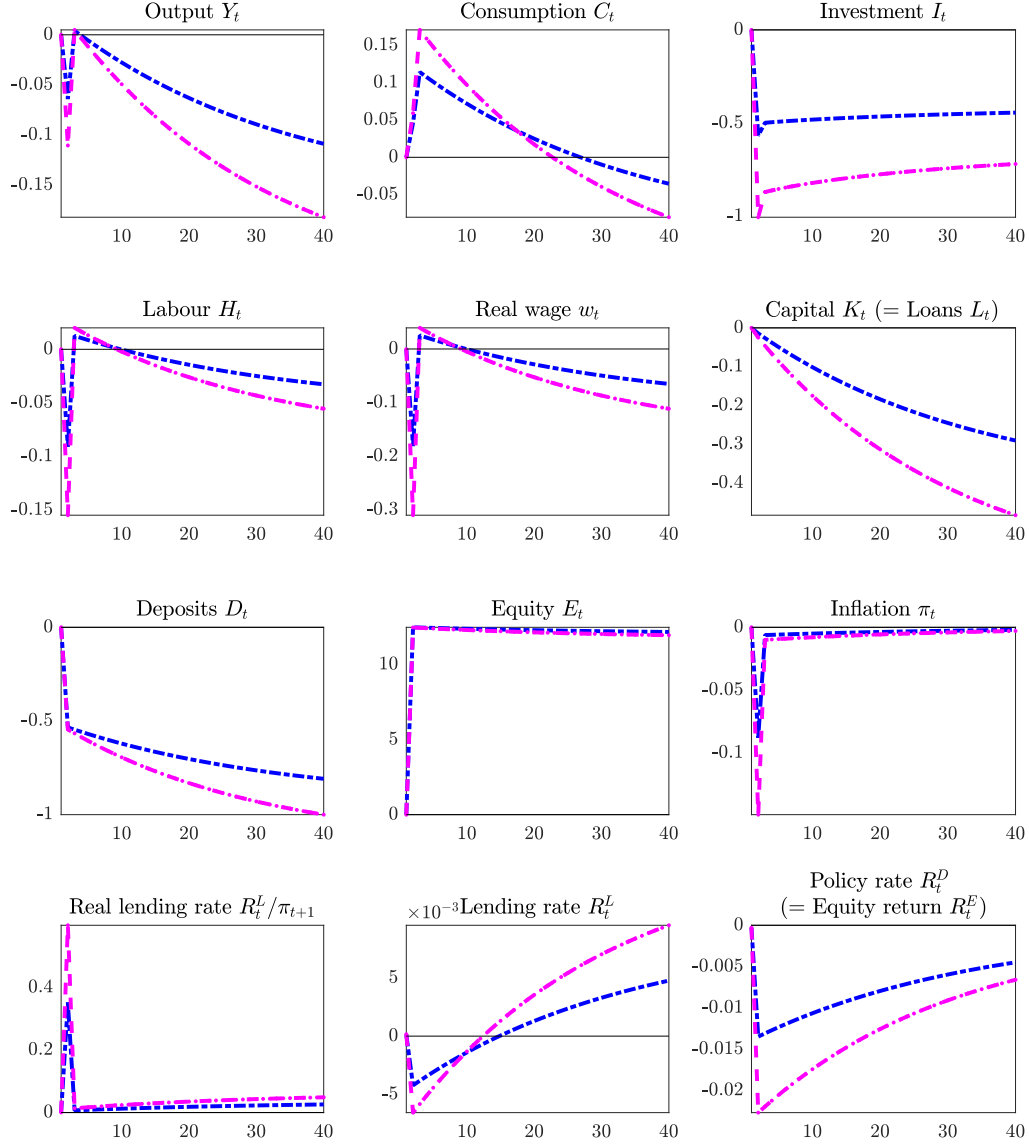 Output Y_t
0
-0.05
-0.1
-0.15
10 20 30 40
Consumption C_t
0.15
0.1
0.05
0
0.05
10 20 30 40
Investment I_t
0
-0.5
-1
10 20 30 40
Labour H_t
0
-0.05
-0.1
-0.15
10 20 30 40
Real wage w_t
0
-0.1
-0.2
-0.3
10 20 30 40
Capital K_t (= Loans L_t)
0
-0.1
-0.2
-0.3
-0.4
10 20 30 40
Deposits D_t
0
-0.5
-1
10 20 30 40
Equity E_t
10
5
0
10 20 30 40
Inflation π_t
0
-0.05
-0.1
10 20 30 40
Real lending rate R_t^L/π_{t+1}
0.4
0.2
0
10 20 30 40
×10^-3 Lending rate R_t^L
5
0
-5
10 20 30 40
Policy rate R_t^D
(= Equity return R_t^E)
0
-0.005
-0.01
-0.015
-0.02
10 20 30 40